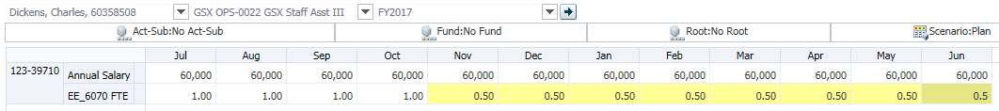 Dickens, Charles, 60358508 GSX OPS-0022 GSX Staff Asst III FY2017
Act-Sub:No Act-Sub Fund:No Fund Root:No Root Scenario:Plan
Jul Aug Sep Oct Nov Dec Jan Feb Mar Apr May Jun
123-39710 Annual Salary 60,000 60,000 60,000 60,000 60,000 60,000 60,000 60,000 60,000 60,000 60,000 60,000
EE_6070 FTE 1.00 1.00 1.00 1.00 0.50 0.50 0.50 0.50 0.50 0.50 0.50 0.5